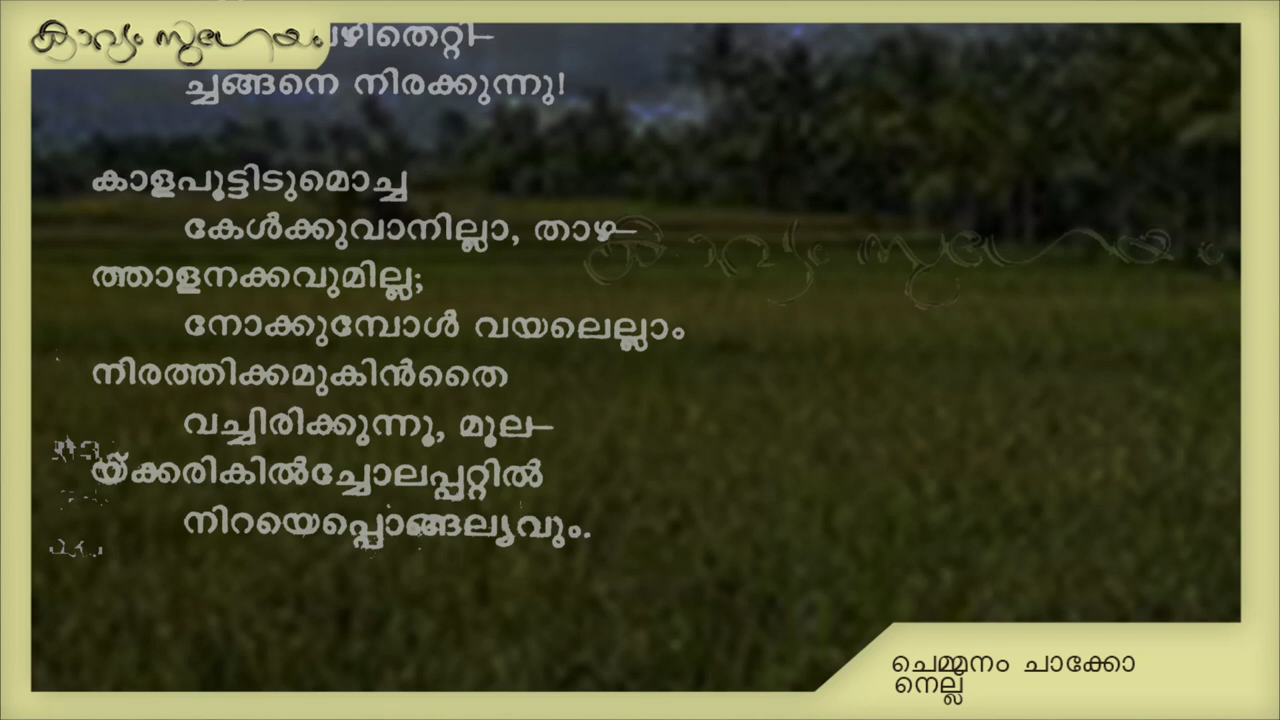 കാവ്യം സുഗേയം
വഴിതെറ്റി–
ച്ചങ്ങനെ നിരക്കുന്നു!
കാളപൂട്ടിടുമൊച്ച
കേൾക്കുവാനില്ലാ, താഴ–
ത്താളനക്കവുമില്ല;
നോക്കുമ്പോൾ വയലെല്ലാം
നിരത്തിക്കമുകിൻതൈ
വച്ചിരിക്കുന്നൂ, മൂല–
യ്ക്കരികിൽച്ചോലപ്പറ്റിൽ
നിറയെപ്പൊങ്ങല്യവും.
കാവ്യം സുഗേയം
ചെമ്മനം ചാക്കോ
നെല്ല്